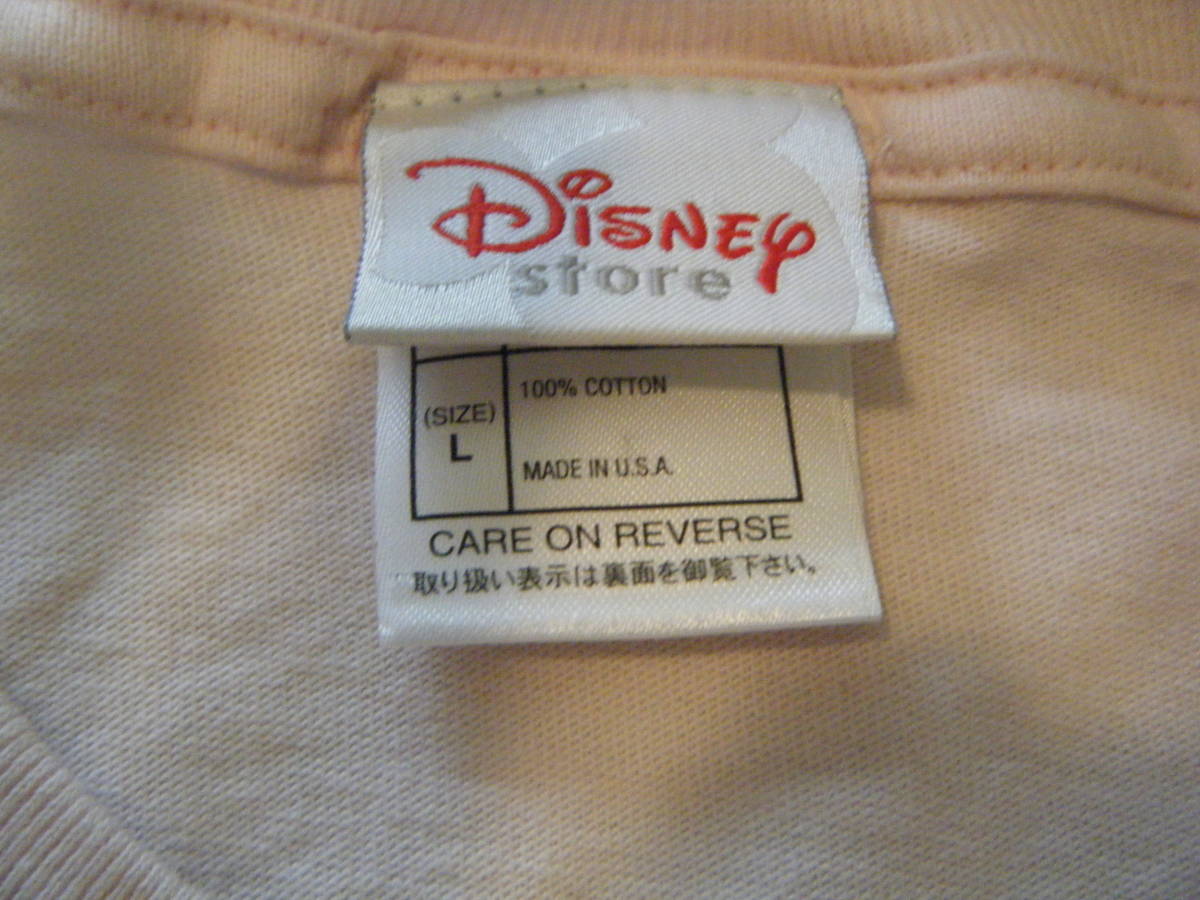 Disney
store
100% COTTON
(SIZE)
L
MADE IN U.S.A.
CARE ON REVERSE
取り扱い表示は裏面を御覧下さい。